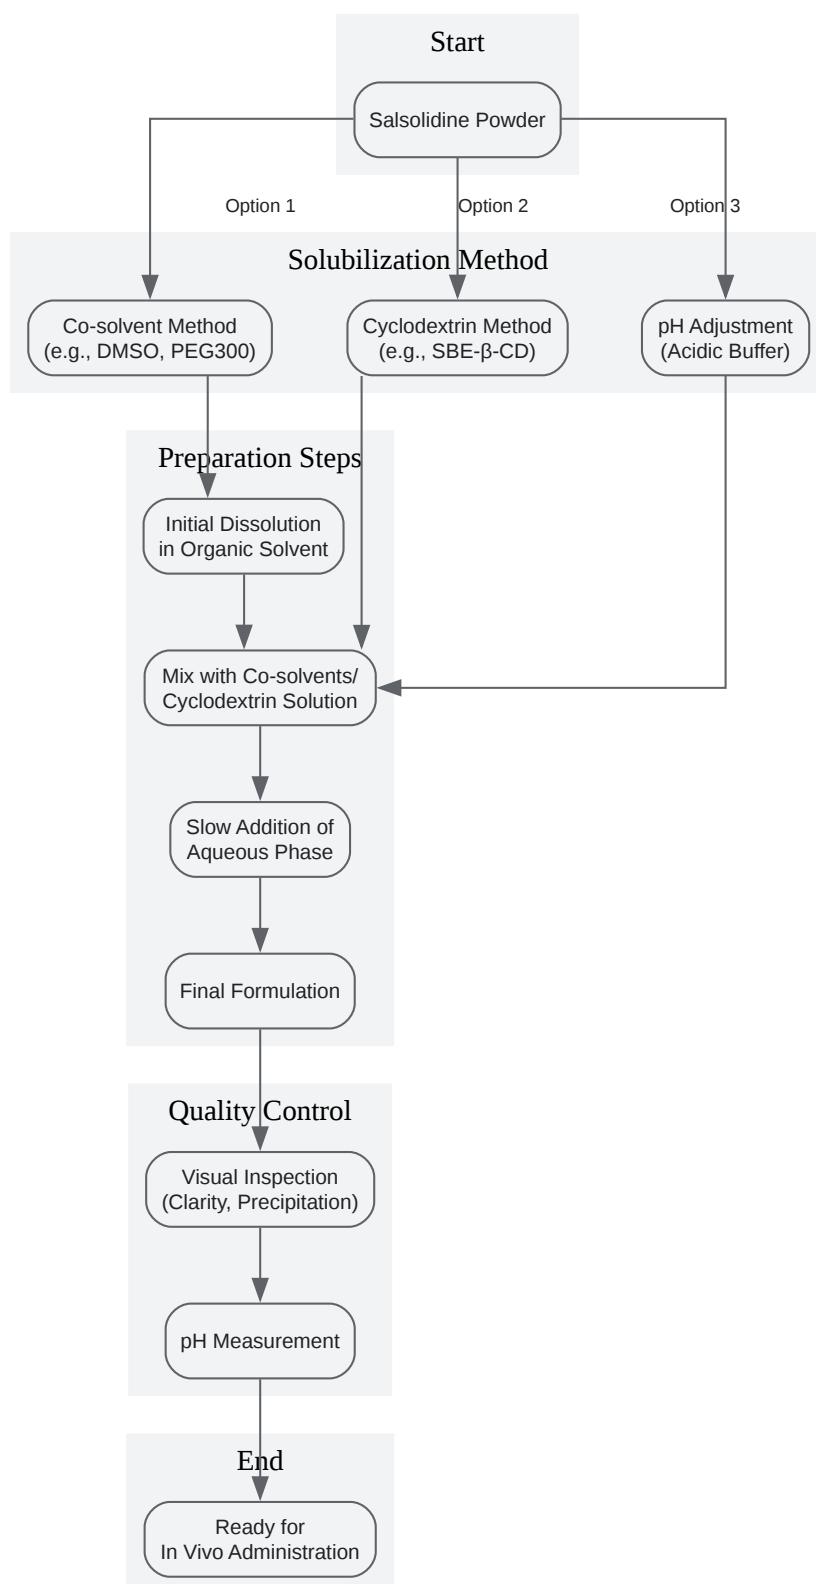 Start
Salsolidine Powder
Option 1
Option 2
Option 3
Solubilization Method
Co-solvent Method
(e.g., DMSO, PEG300)
Cyclodextrin Method
(e.g., SBE-β-CD)
pH Adjustment
(Acidic Buffer)
Preparation Steps
Initial Dissolution
in Organic Solvent
Mix with Co-solvents/
Cyclodextrin Solution
Slow Addition of
Aqueous Phase
Final Formulation
Quality Control
Visual Inspection
(Clarity, Precipitation)
pH Measurement
End
Ready for
In Vivo Administration